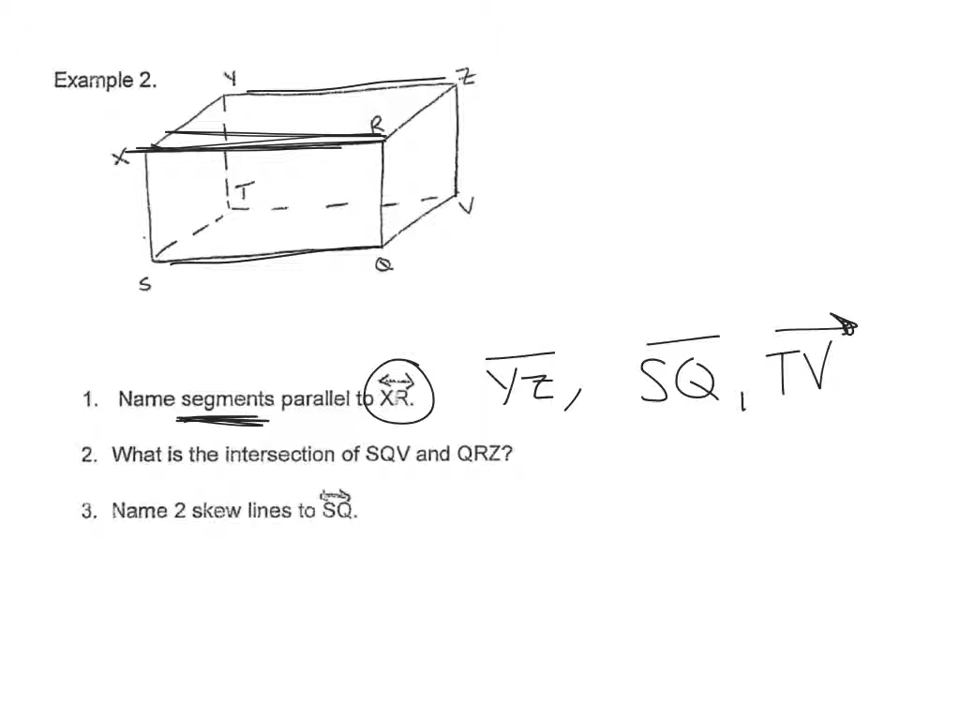 Example 2.
Y
Z
R
X
T
V
S
Q
1. Name segments parallel to XR. YZ, SQ, TV
2. What is the intersection of SQV and QRZ?
3. Name 2 skew lines to SQ.